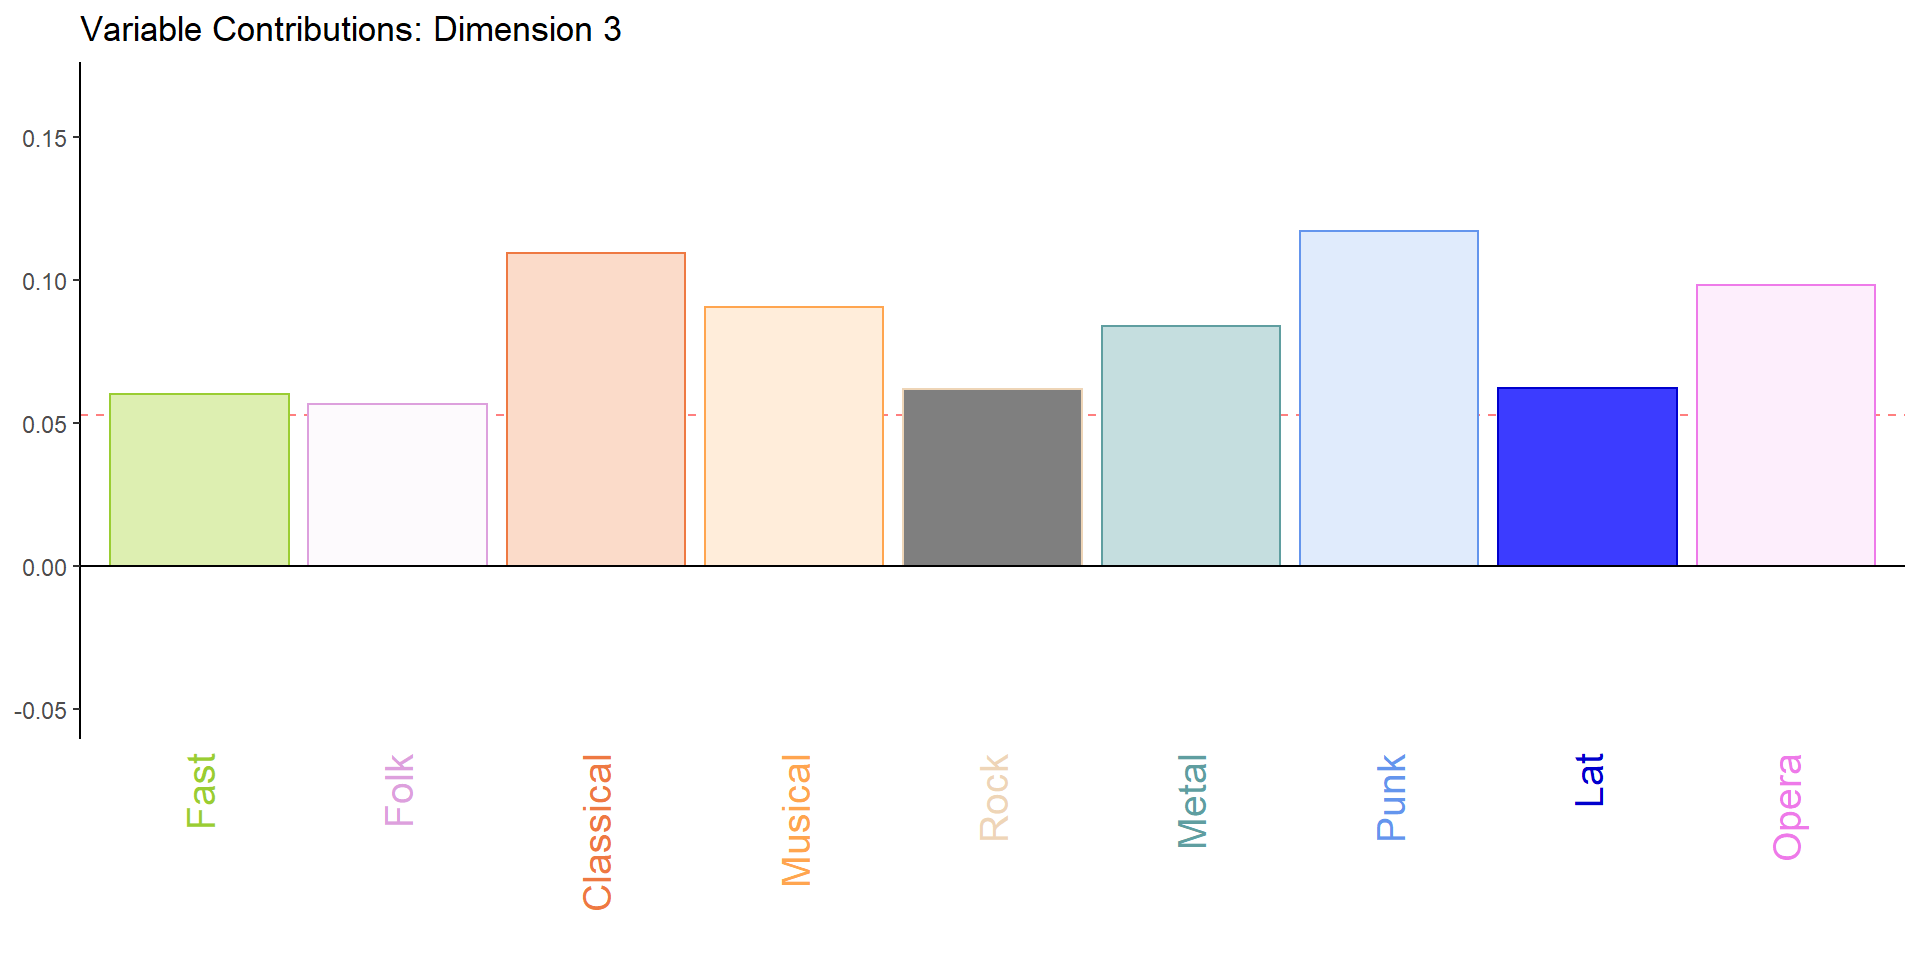 Variable Contributions: Dimension 3
0.15
0.10
0.05
0.00
-0.05
Fast
Folk
Classical
Musical
Rock
Metal
Punk
Lat
Opera